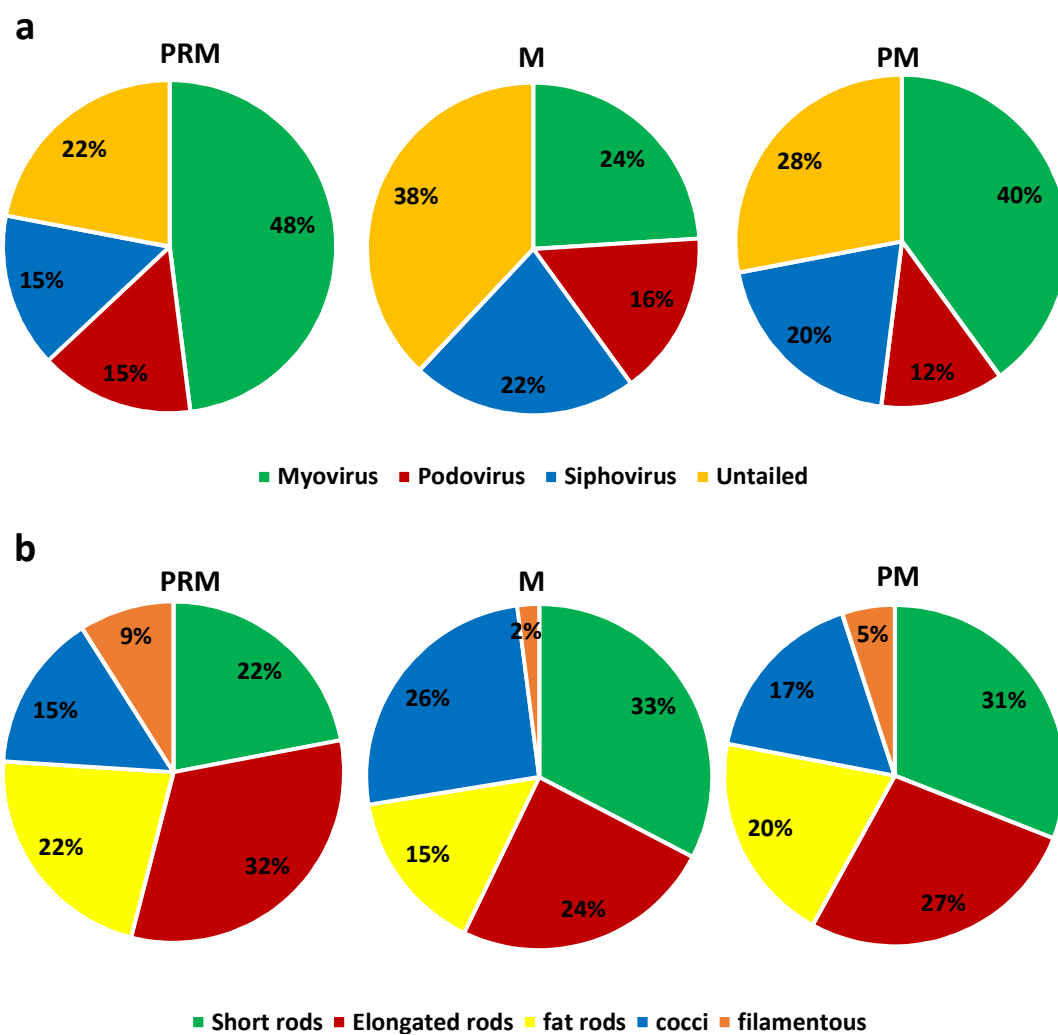 a
PRM M PM
22% 48% 15% 15%
38% 24% 16% 22%
28% 40% 20% 12%
Myovirus Podovirus Siphovirus Untailed
b
PRM M PM
9% 22% 15% 22% 32%
2% 33% 26% 15% 24%
5% 31% 17% 20% 27%
Short rods Elongated rods fat rods cocci filamentous